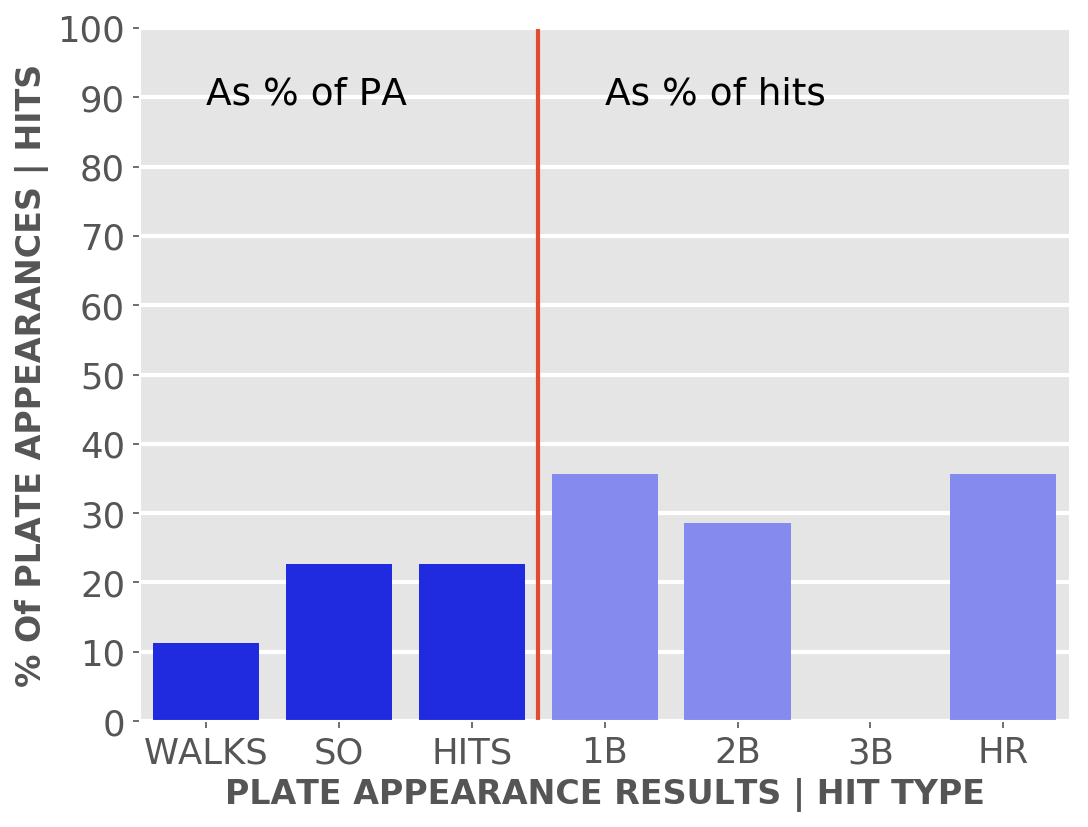 % Of PLATE APPEARANCES | HITS
100
90
80
70
60
50
40
30
20
10
0
As % of PA
As % of hits
WALKS SO HITS 1B 2B 3B HR
PLATE APPEARANCE RESULTS | HIT TYPE